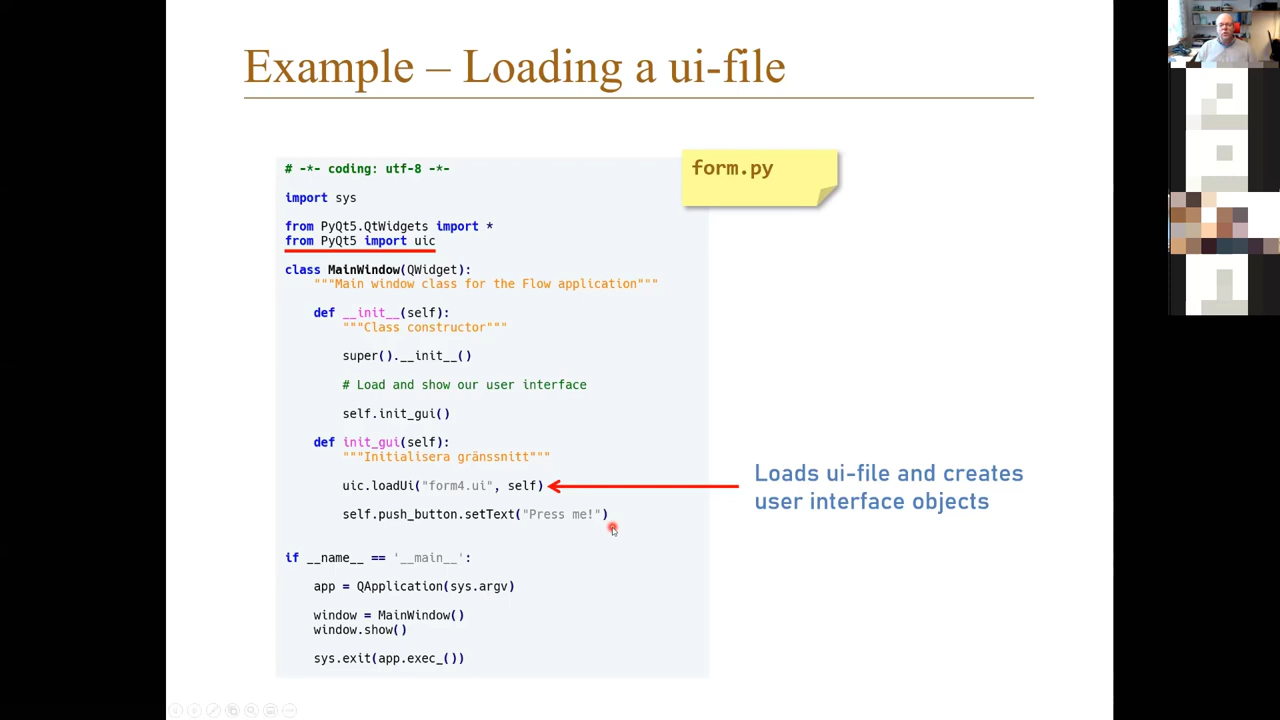 Example – Loading a ui-file
form.py
# -*- coding: utf-8 -*-
import sys
from PyQt5.QtWidgets import *
from PyQt5 import uic
class MainWindow(QWidget):
"""Main window class for the Flow application"""
def __init__(self):
"""Class constructor"""
super().__init__()
# Load and show our user interface
self.init_gui()
def init_gui(self):
"""Initialisera gränssnitt"""
uic.loadUi("form4.ui", self)
self.push_button.setText("Press me!")
if __name__ == '__main__':
app = QApplication(sys.argv)
window = MainWindow()
window.show()
sys.exit(app.exec_())
Loads ui-file and creates
user interface objects